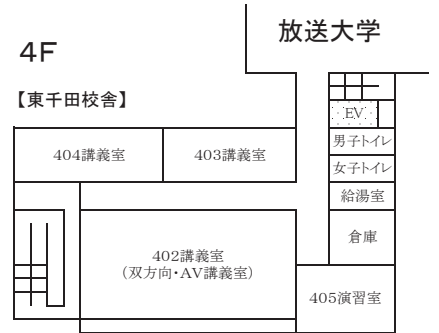 放送大学
4F
【東千田校舎】
EV
男子トイレ
404講義室
403講義室
女子トイレ
給湯室
倉庫
402講義室
（双方向・AV講義室）
405演習室